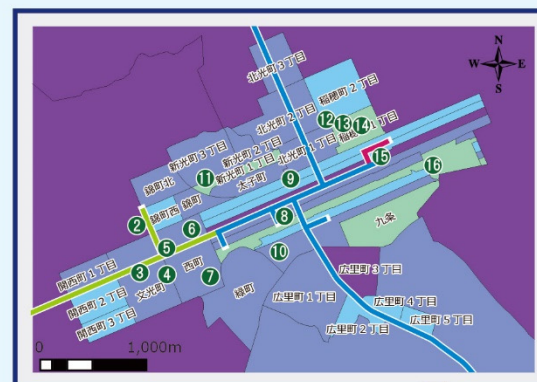 N
W E
S
北光町3丁目
北光町2丁目
稲穂町2丁目
⑫ ⑬ ⑭
稲穂町1丁目
新光町3丁目
新光町2丁目
新光町1丁目
北光町1丁目
太子町
錦町北
錦町西
錦町
⑪
⑮
⑯
⑨
②
⑤
⑥
⑧
九条
③
④
⑦
⑩
関西町1丁目
関西町2丁目
関西町3丁目
文光町
西町
緑町
広里町3丁目
広里町1丁目
広里町4丁目
広里町2丁目
広里町5丁目
0 1,000m